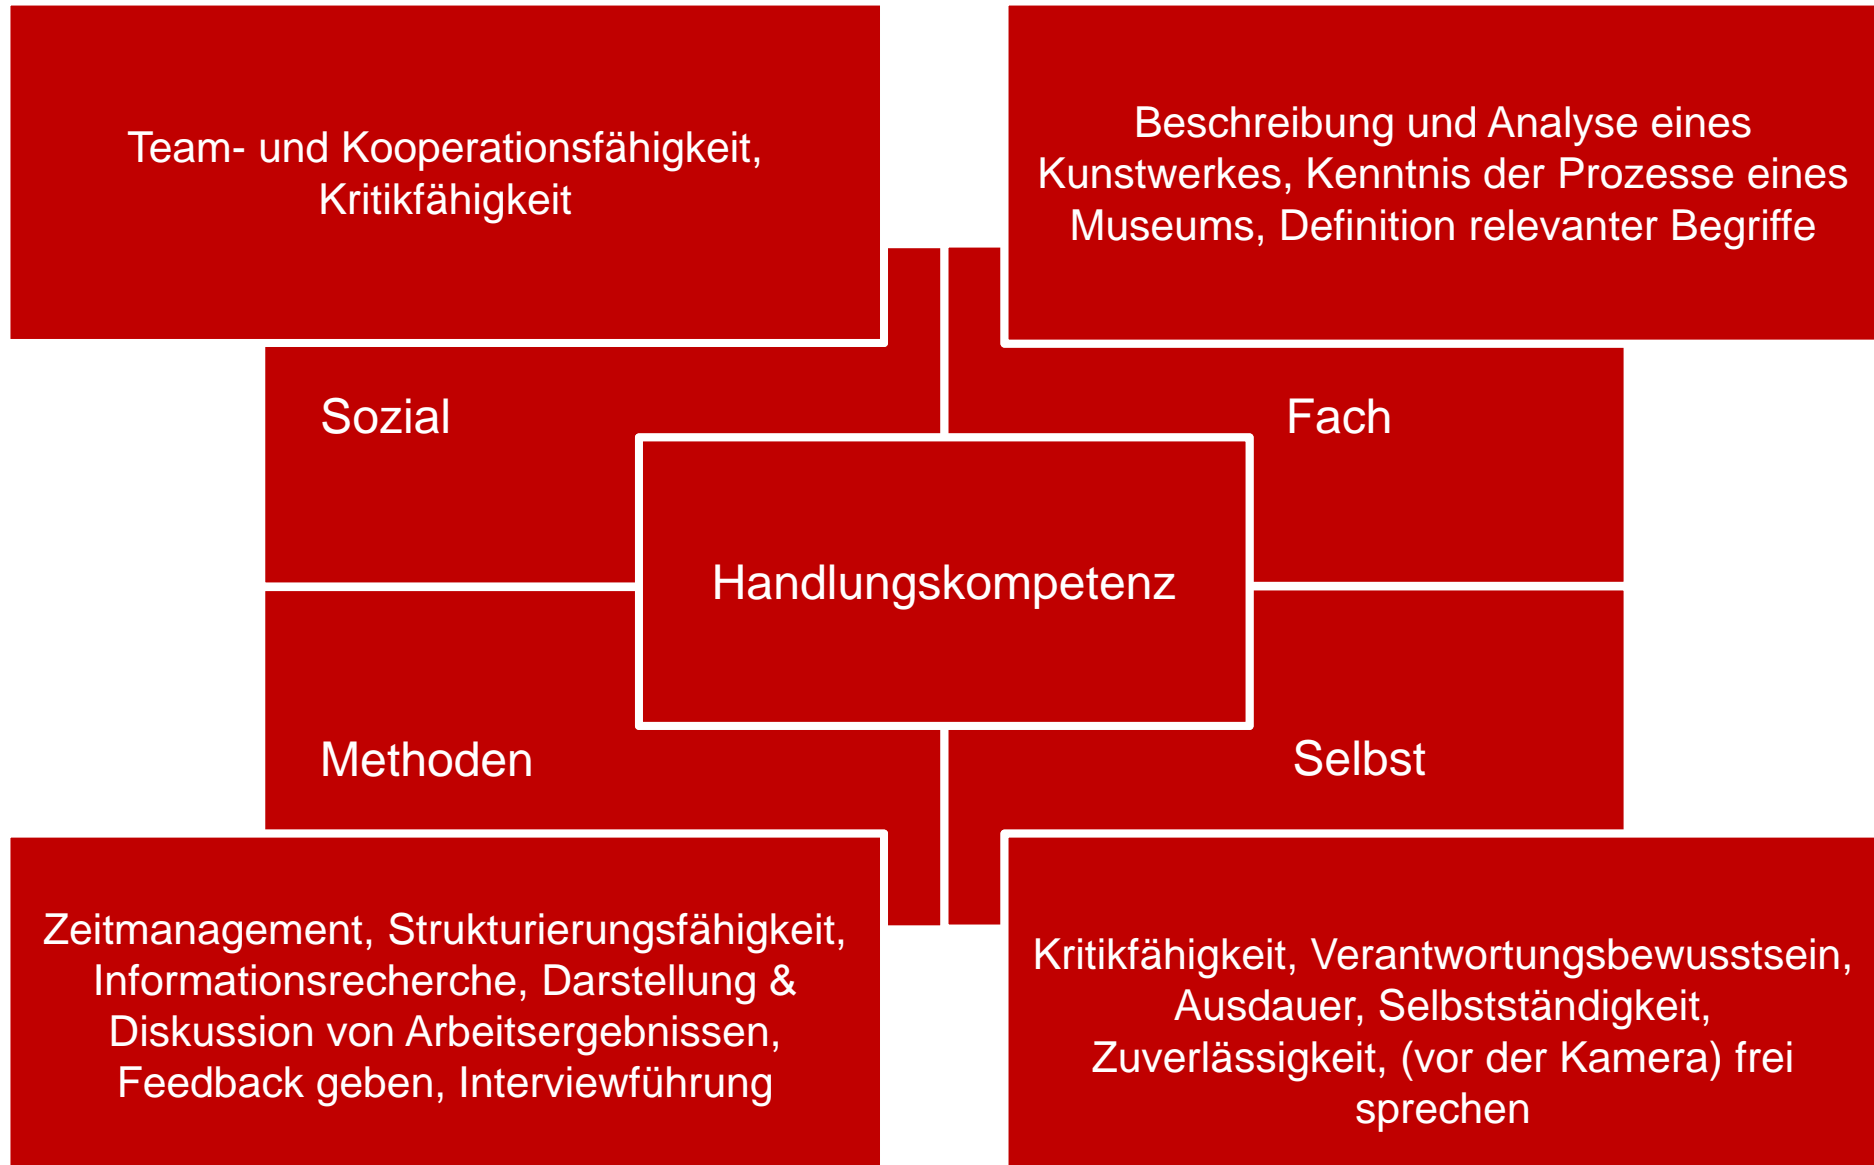 Team- und Kooperationsfähigkeit,
Kritikfähigkeit
Beschreibung und Analyse eines
Kunstwerkes, Kenntnis der Prozesse eines
Museums, Definition relevanter Begriffe
Sozial
Fach
Handlungskompetenz
Methoden
Selbst
Zeitmanagement, Strukturierungsfähigkeit,
Informationsrecherche, Darstellung &
Diskussion von Arbeitsergebnissen,
Feedback geben, Interviewführung
Kritikfähigkeit, Verantwortungsbewusstsein,
Ausdauer, Selbstständigkeit,
Zuverlässigkeit, (vor der Kamera) frei
sprechen